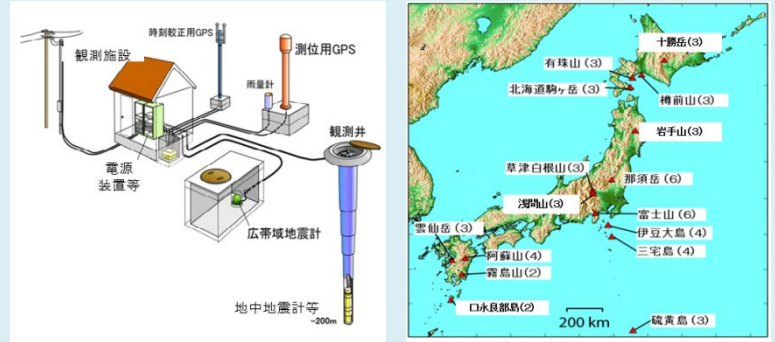 時刻較正用GPS
観測施設
測位用GPS
雨量計
観測井
電源
装置等
広帯域地震計
地中地震計等
-200m
十勝岳(3)
有珠山(3)
北海道駒ヶ岳(3)
樽前山(3)
岩手山(3)
草津白根山(3)
那須岳(6)
浅間山(3)
富士山(6)
雲仙岳(3)
伊豆大島(4)
三宅島(4)
阿蘇山(4)
霧島山(2)
口永良部島(2)
200 km
硫黄島(3)